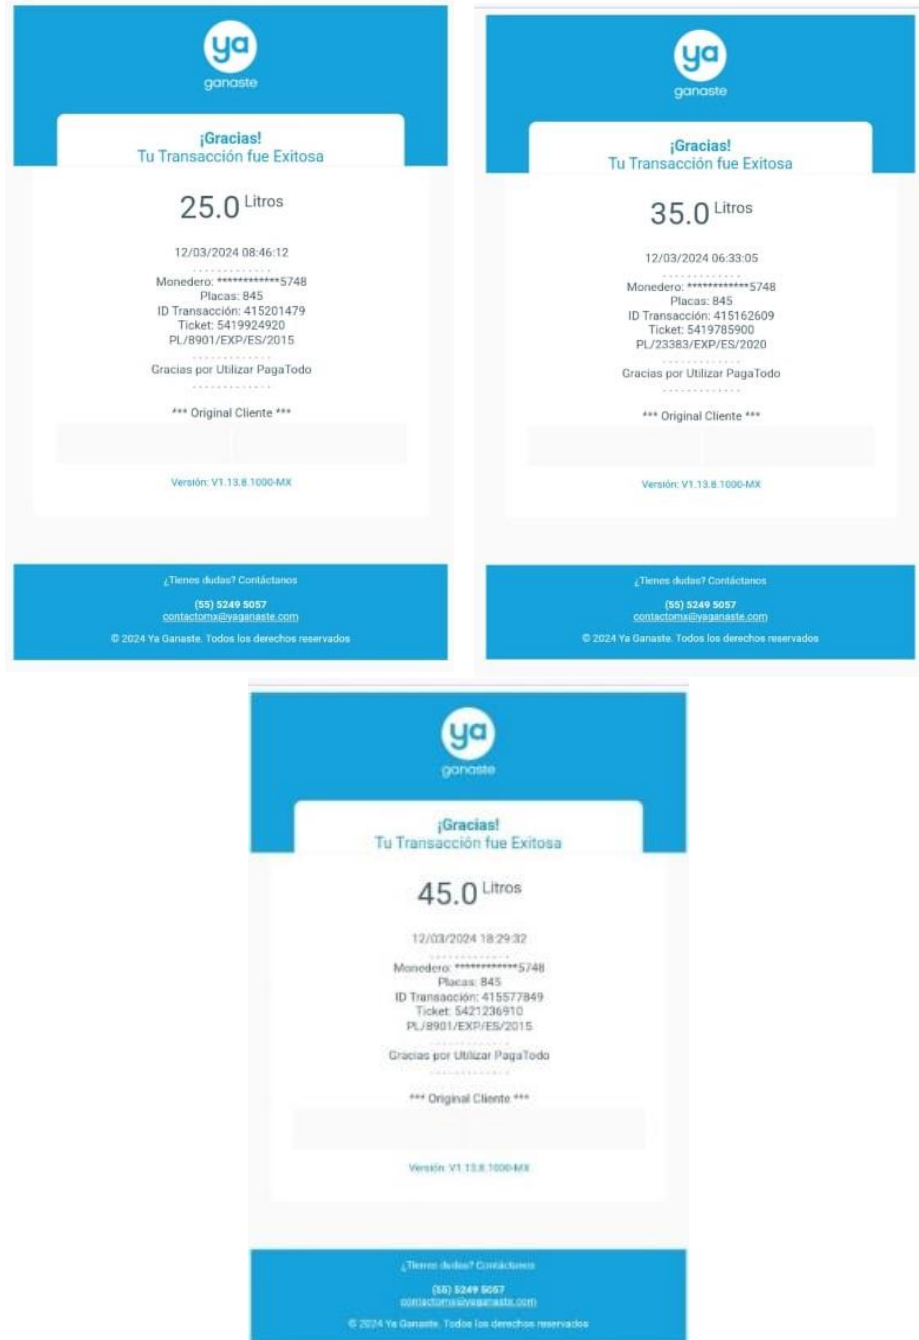 ya
ganaste
¡Gracias!
Tu Transacción fue Exitosa
25.0 Litros
12/03/2024 08:46:12
- - - - - - - - - - - - -
Monedero: ************5748
Placas: 845
ID Transacción: 415201479
Ticket: 5419924920
PL/8901/EXP/ES/2015
- - - - - - - - - - - - -
Gracias por Utilizar PagaTodo
- - - - - - - - - - - - -
*** Original Cliente ***
Versión: V1.13.8.1000-MX
¿Tienes dudas? Contáctanos
(55) 5249 5057
contactomx@yaganaste.com
© 2024 Ya Ganaste. Todos los derechos reservados
ya
ganaste
¡Gracias!
Tu Transacción fue Exitosa
35.0 Litros
12/03/2024 06:33:05
- - - - - - - - - - - - -
Monedero: ************5748
Placas: 845
ID Transacción: 415162609
Ticket: 5419785900
PL/23383/EXP/ES/2020
- - - - - - - - - - - - -
Gracias por Utilizar PagaTodo
- - - - - - - - - - - - -
*** Original Cliente ***
Versión: V1.13.8.1000-MX
¿Tienes dudas? Contáctanos
(55) 5249 5057
contactomx@yaganaste.com
© 2024 Ya Ganaste. Todos los derechos reservados
ya
ganaste
¡Gracias!
Tu Transacción fue Exitosa
45.0 Litros
12/03/2024 18:29:32
- - - - - - - - - - - - -
Monedero: ************5748
Placas: 845
ID Transacción: 415577849
Ticket: 5421236910
PL/8901/EXP/ES/2015
- - - - - - - - - - - - -
Gracias por Utilizar PagaTodo
- - - - - - - - - - - - -
*** Original Cliente ***
Versión: V1.13.8.1000-MX
¿Tienes dudas? Contáctanos
(55) 5249 5057
contactomx@yaganaste.com
© 2024 Ya Ganaste. Todos los derechos reservados